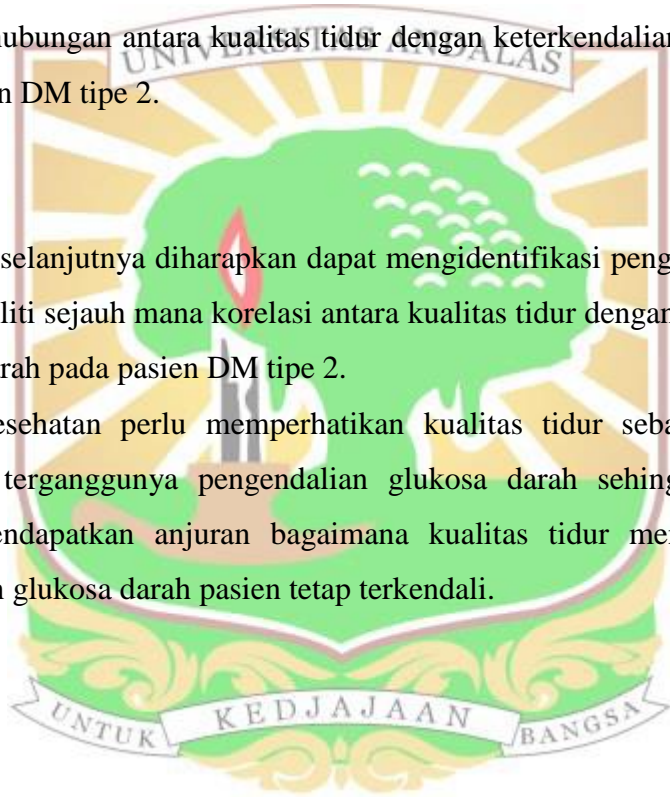 hubungan antara kualitas tidur dengan keterkendalian
UNIVERSITAS ANDALAS
n DM tipe 2.
selanjutnya diharapkan dapat mengidentifikasi peng
liti sejauh mana korelasi antara kualitas tidur dengan
rah pada pasien DM tipe 2.
esehatan perlu memperhatikan kualitas tidur seba
terganggunya pengendalian glukosa darah sehing
endapatkan anjuran bagaimana kualitas tidur me
n glukosa darah pasien tetap terkendali.
UNTUK KEDJAJAAN BANGSA